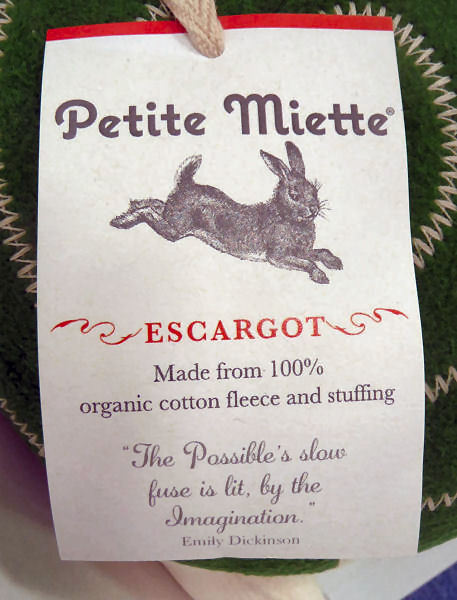 Petite Miette®
ESCARGOT
Made from 100%
organic cotton fleece and stuffing
"The Possible's slow
fuse is lit, by the
Imagination."
Emily Dickinson